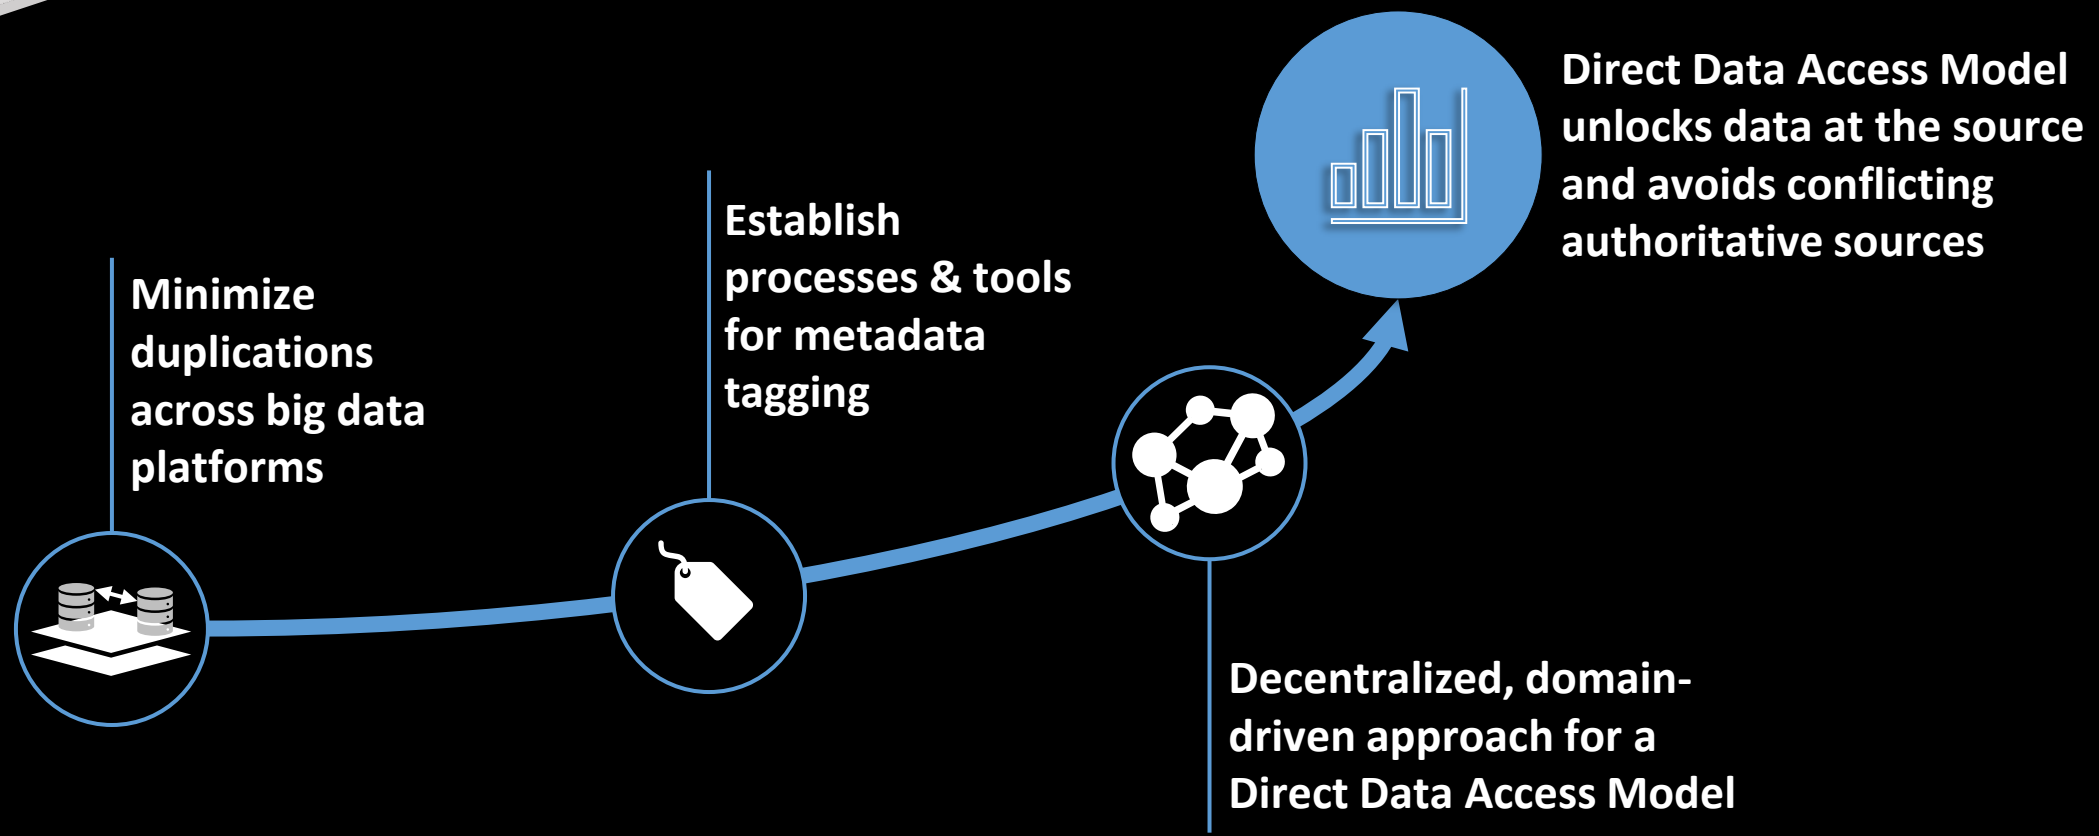 Minimize
duplications
across big data
platforms
Establish
processes & tools
for metadata
tagging
Decentralized, domain-
driven approach for a
Direct Data Access Model
Direct Data Access Model
unlocks data at the source
and avoids conflicting
authoritative sources